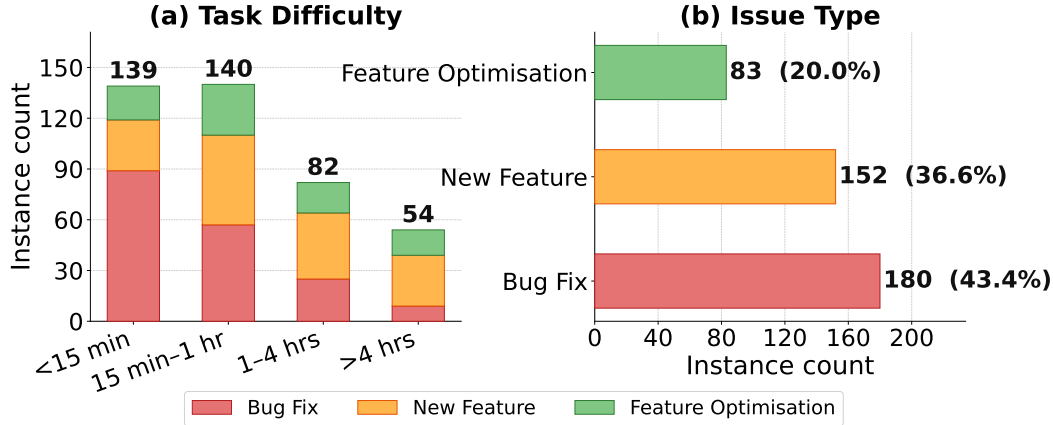 (a) Task Difficulty
Instance count
150
120
90
60
30
0
139
140
82
54
<15 min
15 min–1 hr
1–4 hrs
>4 hrs
(b) Issue Type
Feature Optimisation
83 (20.0%)
New Feature
152 (36.6%)
Bug Fix
180 (43.4%)
0 40 80 120 160 200
Instance count
Bug Fix New Feature Feature Optimisation